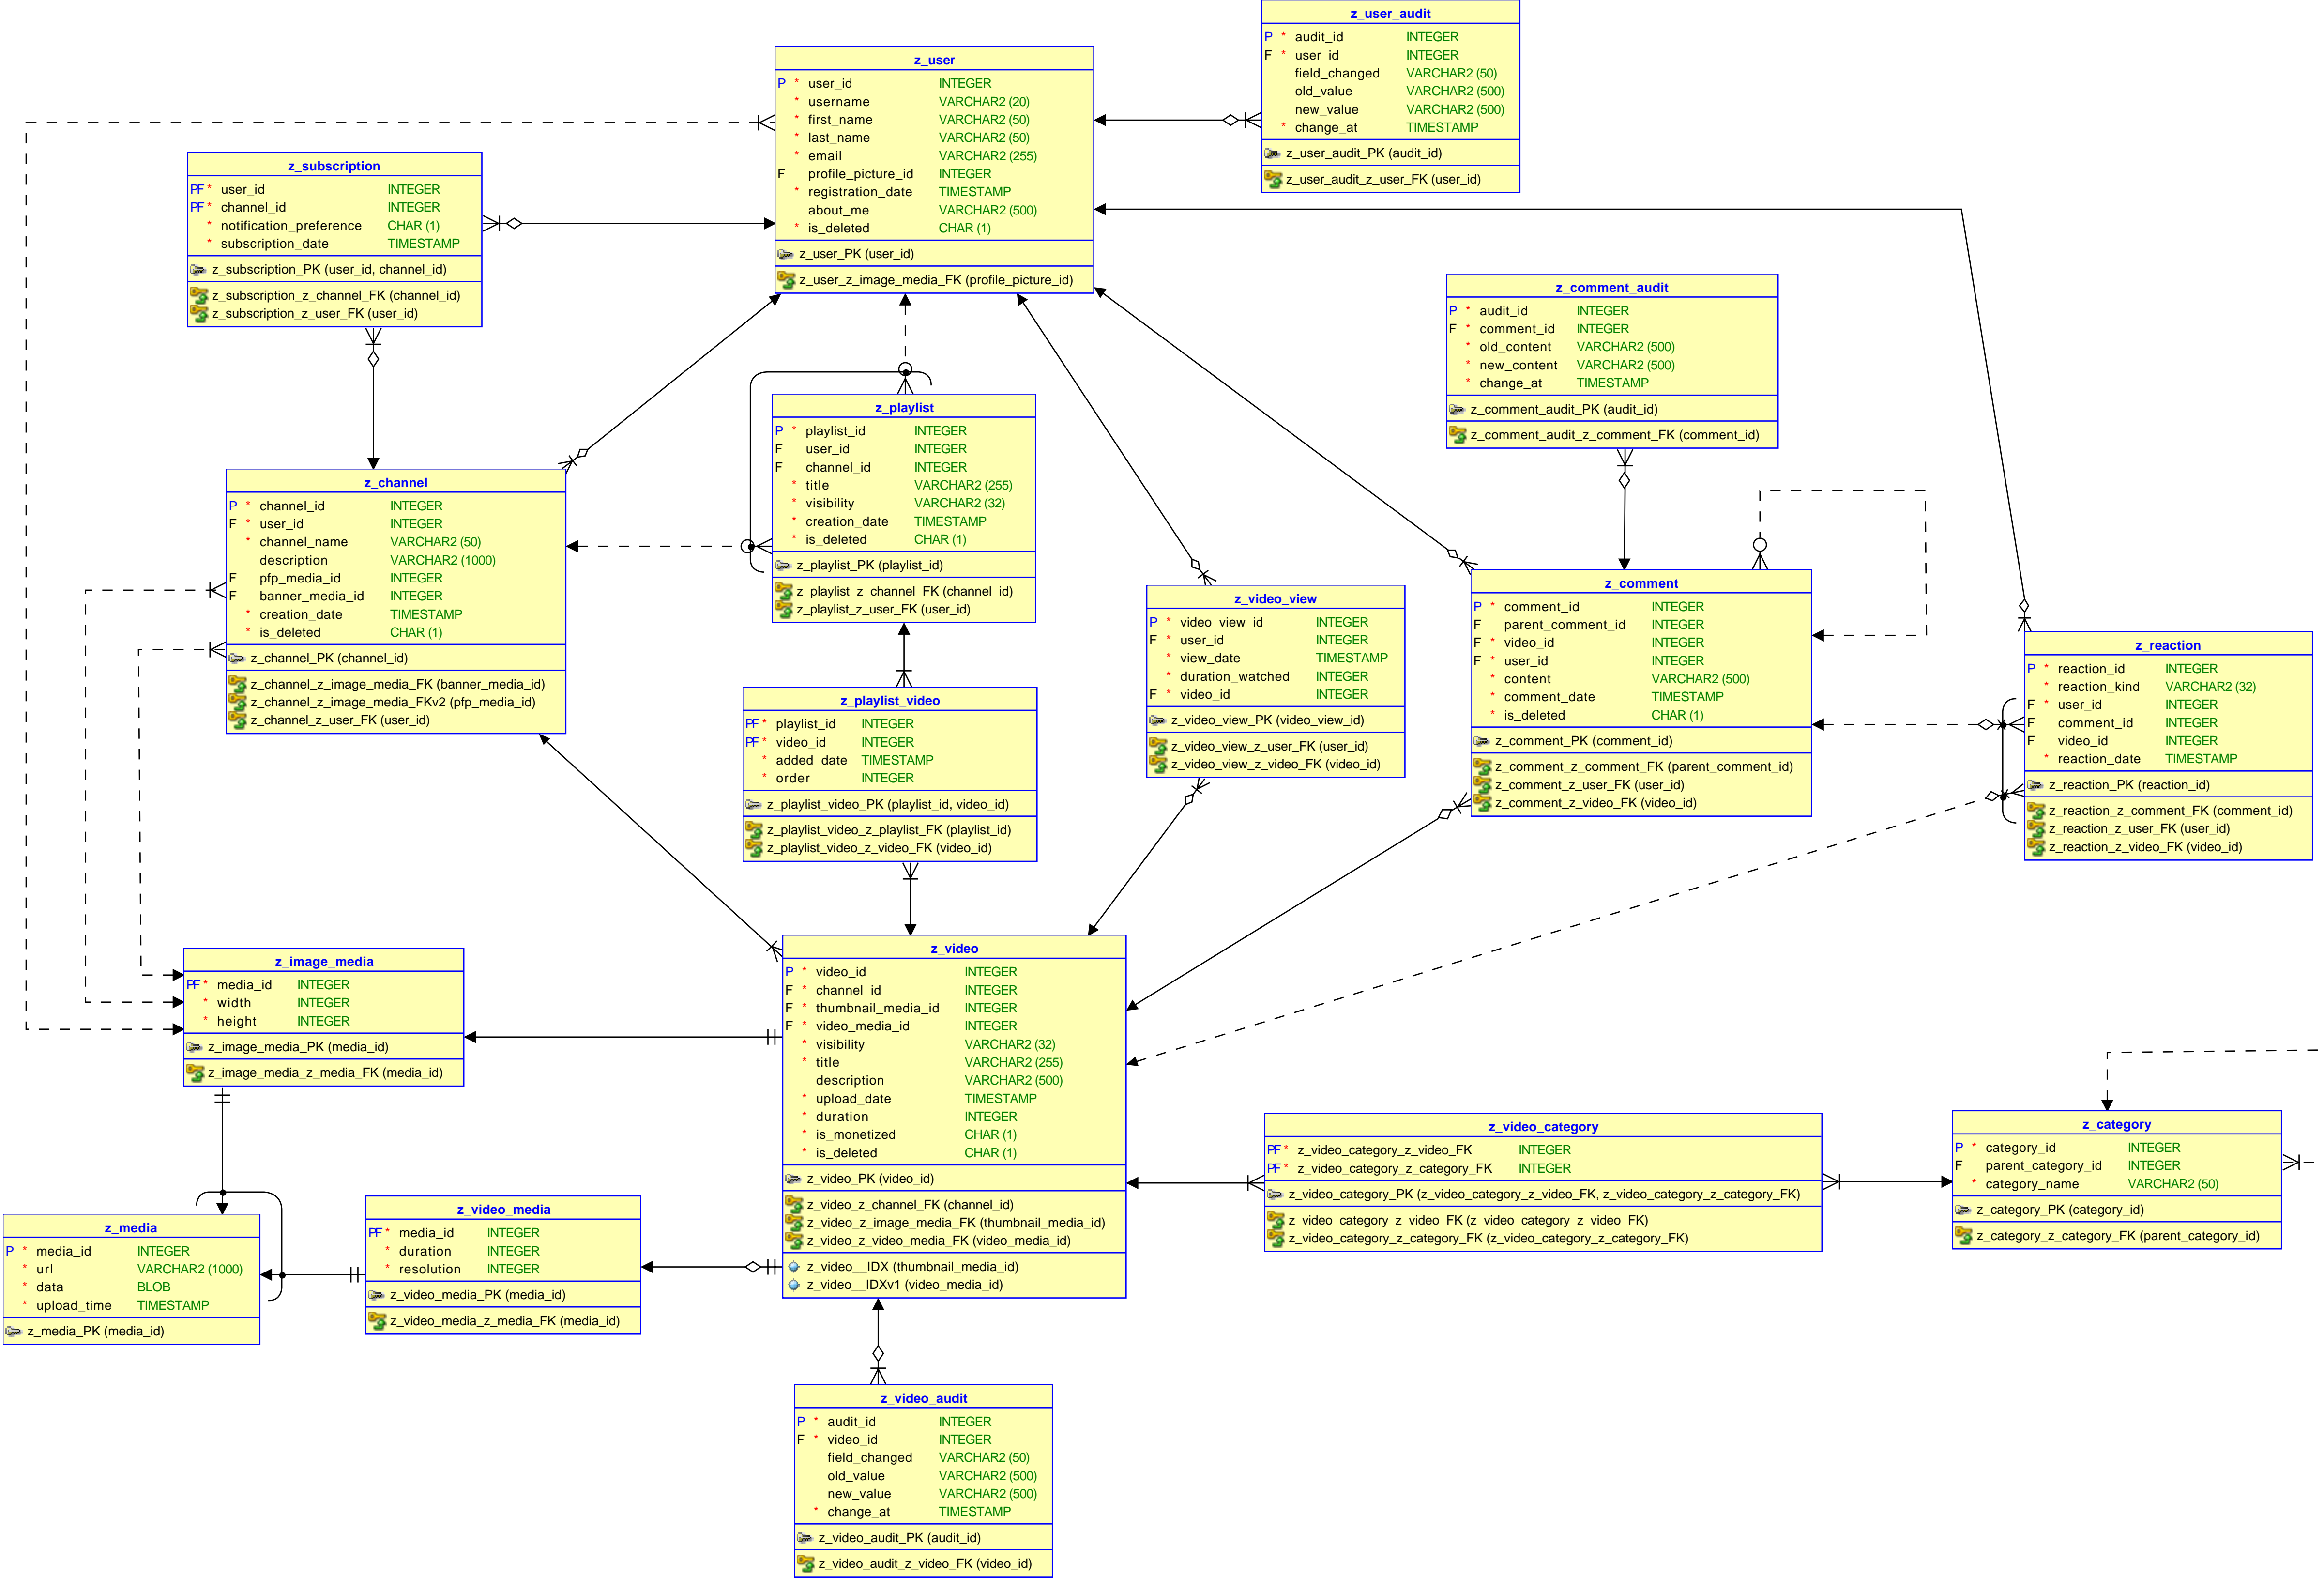 z_user_audit
P * audit_id INTEGER
F * user_id INTEGER
field_changed VARCHAR2 (50)
old_value VARCHAR2 (500)
new_value VARCHAR2 (500)
* change_at TIMESTAMP
z_user_audit_PK (audit_id)
z_user_audit_z_user_FK (user_id)
z_user
P * user_id INTEGER
* username VARCHAR2 (20)
* first_name VARCHAR2 (50)
* last_name VARCHAR2 (50)
* email VARCHAR2 (255)
F profile_picture_id INTEGER
* registration_date TIMESTAMP
about_me VARCHAR2 (500)
* is_deleted CHAR (1)
z_user_PK (user_id)
z_user_z_image_media_FK (profile_picture_id)
z_subscription
PF * user_id INTEGER
PF * channel_id INTEGER
* notification_preference CHAR (1)
* subscription_date TIMESTAMP
z_subscription_PK (user_id, channel_id)
z_subscription_z_channel_FK (channel_id)
z_subscription_z_user_FK (user_id)
z_comment_audit
P * audit_id INTEGER
F * comment_id INTEGER
* old_content VARCHAR2 (500)
* new_content VARCHAR2 (500)
* change_at TIMESTAMP
z_comment_audit_PK (audit_id)
z_comment_audit_z_comment_FK (comment_id)
z_playlist
P * playlist_id INTEGER
F user_id INTEGER
F channel_id INTEGER
* title VARCHAR2 (255)
* visibility VARCHAR2 (32)
* creation_date TIMESTAMP
* is_deleted CHAR (1)
z_playlist_PK (playlist_id)
z_playlist_z_channel_FK (channel_id)
z_playlist_z_user_FK (user_id)
z_channel
P * channel_id INTEGER
F * user_id INTEGER
* channel_name VARCHAR2 (50)
description VARCHAR2 (1000)
F pfp_media_id INTEGER
F banner_media_id INTEGER
* creation_date TIMESTAMP
* is_deleted CHAR (1)
z_channel_PK (channel_id)
z_channel_z_image_media_FK (banner_media_id)
z_channel_z_image_media_FKv2 (pfp_media_id)
z_channel_z_user_FK (user_id)
z_video_view
P * video_view_id INTEGER
F * user_id INTEGER
* view_date TIMESTAMP
* duration_watched INTEGER
F * video_id INTEGER
z_video_view_PK (video_view_id)
z_video_view_z_user_FK (user_id)
z_video_view_z_video_FK (video_id)
z_comment
P * comment_id INTEGER
F parent_comment_id INTEGER
F * video_id INTEGER
F * user_id INTEGER
* content VARCHAR2 (500)
* comment_date TIMESTAMP
* is_deleted CHAR (1)
z_comment_PK (comment_id)
z_comment_z_comment_FK (parent_comment_id)
z_comment_z_user_FK (user_id)
z_comment_z_video_FK (video_id)
z_reaction
P * reaction_id INTEGER
* reaction_kind VARCHAR2 (32)
F * user_id INTEGER
F comment_id INTEGER
F video_id INTEGER
* reaction_date TIMESTAMP
z_reaction_PK (reaction_id)
z_reaction_z_comment_FK (comment_id)
z_reaction_z_user_FK (user_id)
z_reaction_z_video_FK (video_id)
z_playlist_video
PF * playlist_id INTEGER
PF * video_id INTEGER
* added_date TIMESTAMP
* order INTEGER
z_playlist_video_PK (playlist_id, video_id)
z_playlist_video_z_playlist_FK (playlist_id)
z_playlist_video_z_video_FK (video_id)
z_image_media
PF * media_id INTEGER
* width INTEGER
* height INTEGER
z_image_media_PK (media_id)
z_image_media_z_media_FK (media_id)
z_video
P * video_id INTEGER
F * channel_id INTEGER
F * thumbnail_media_id INTEGER
F * video_media_id INTEGER
* visibility VARCHAR2 (32)
* title VARCHAR2 (255)
description VARCHAR2 (500)
* upload_date TIMESTAMP
* duration INTEGER
* is_monetized CHAR (1)
* is_deleted CHAR (1)
z_video_PK (video_id)
z_video_z_channel_FK (channel_id)
z_video_z_image_media_FK (thumbnail_media_id)
z_video_z_video_media_FK (video_media_id)
z_video__IDX (thumbnail_media_id)
z_video__IDXv1 (video_media_id)
z_video_category
PF * z_video_category_z_video_FK INTEGER
PF * z_video_category_z_category_FK INTEGER
z_video_category_PK (z_video_category_z_video_FK, z_video_category_z_category_FK)
z_video_category_z_video_FK (z_video_category_z_video_FK)
z_video_category_z_category_FK (z_video_category_z_category_FK)
z_category
P * category_id INTEGER
F parent_category_id INTEGER
* category_name VARCHAR2 (50)
z_category_PK (category_id)
z_category_z_category_FK (parent_category_id)
z_media
P * media_id INTEGER
* url VARCHAR2 (1000)
* data BLOB
* upload_time TIMESTAMP
z_media_PK (media_id)
z_video_media
PF * media_id INTEGER
* duration INTEGER
* resolution INTEGER
z_video_media_PK (media_id)
z_video_media_z_media_FK (media_id)
z_video_audit
P * audit_id INTEGER
F * video_id INTEGER
field_changed VARCHAR2 (50)
old_value VARCHAR2 (500)
new_value VARCHAR2 (500)
* change_at TIMESTAMP
z_video_audit_PK (audit_id)
z_video_audit_z_video_FK (video_id)